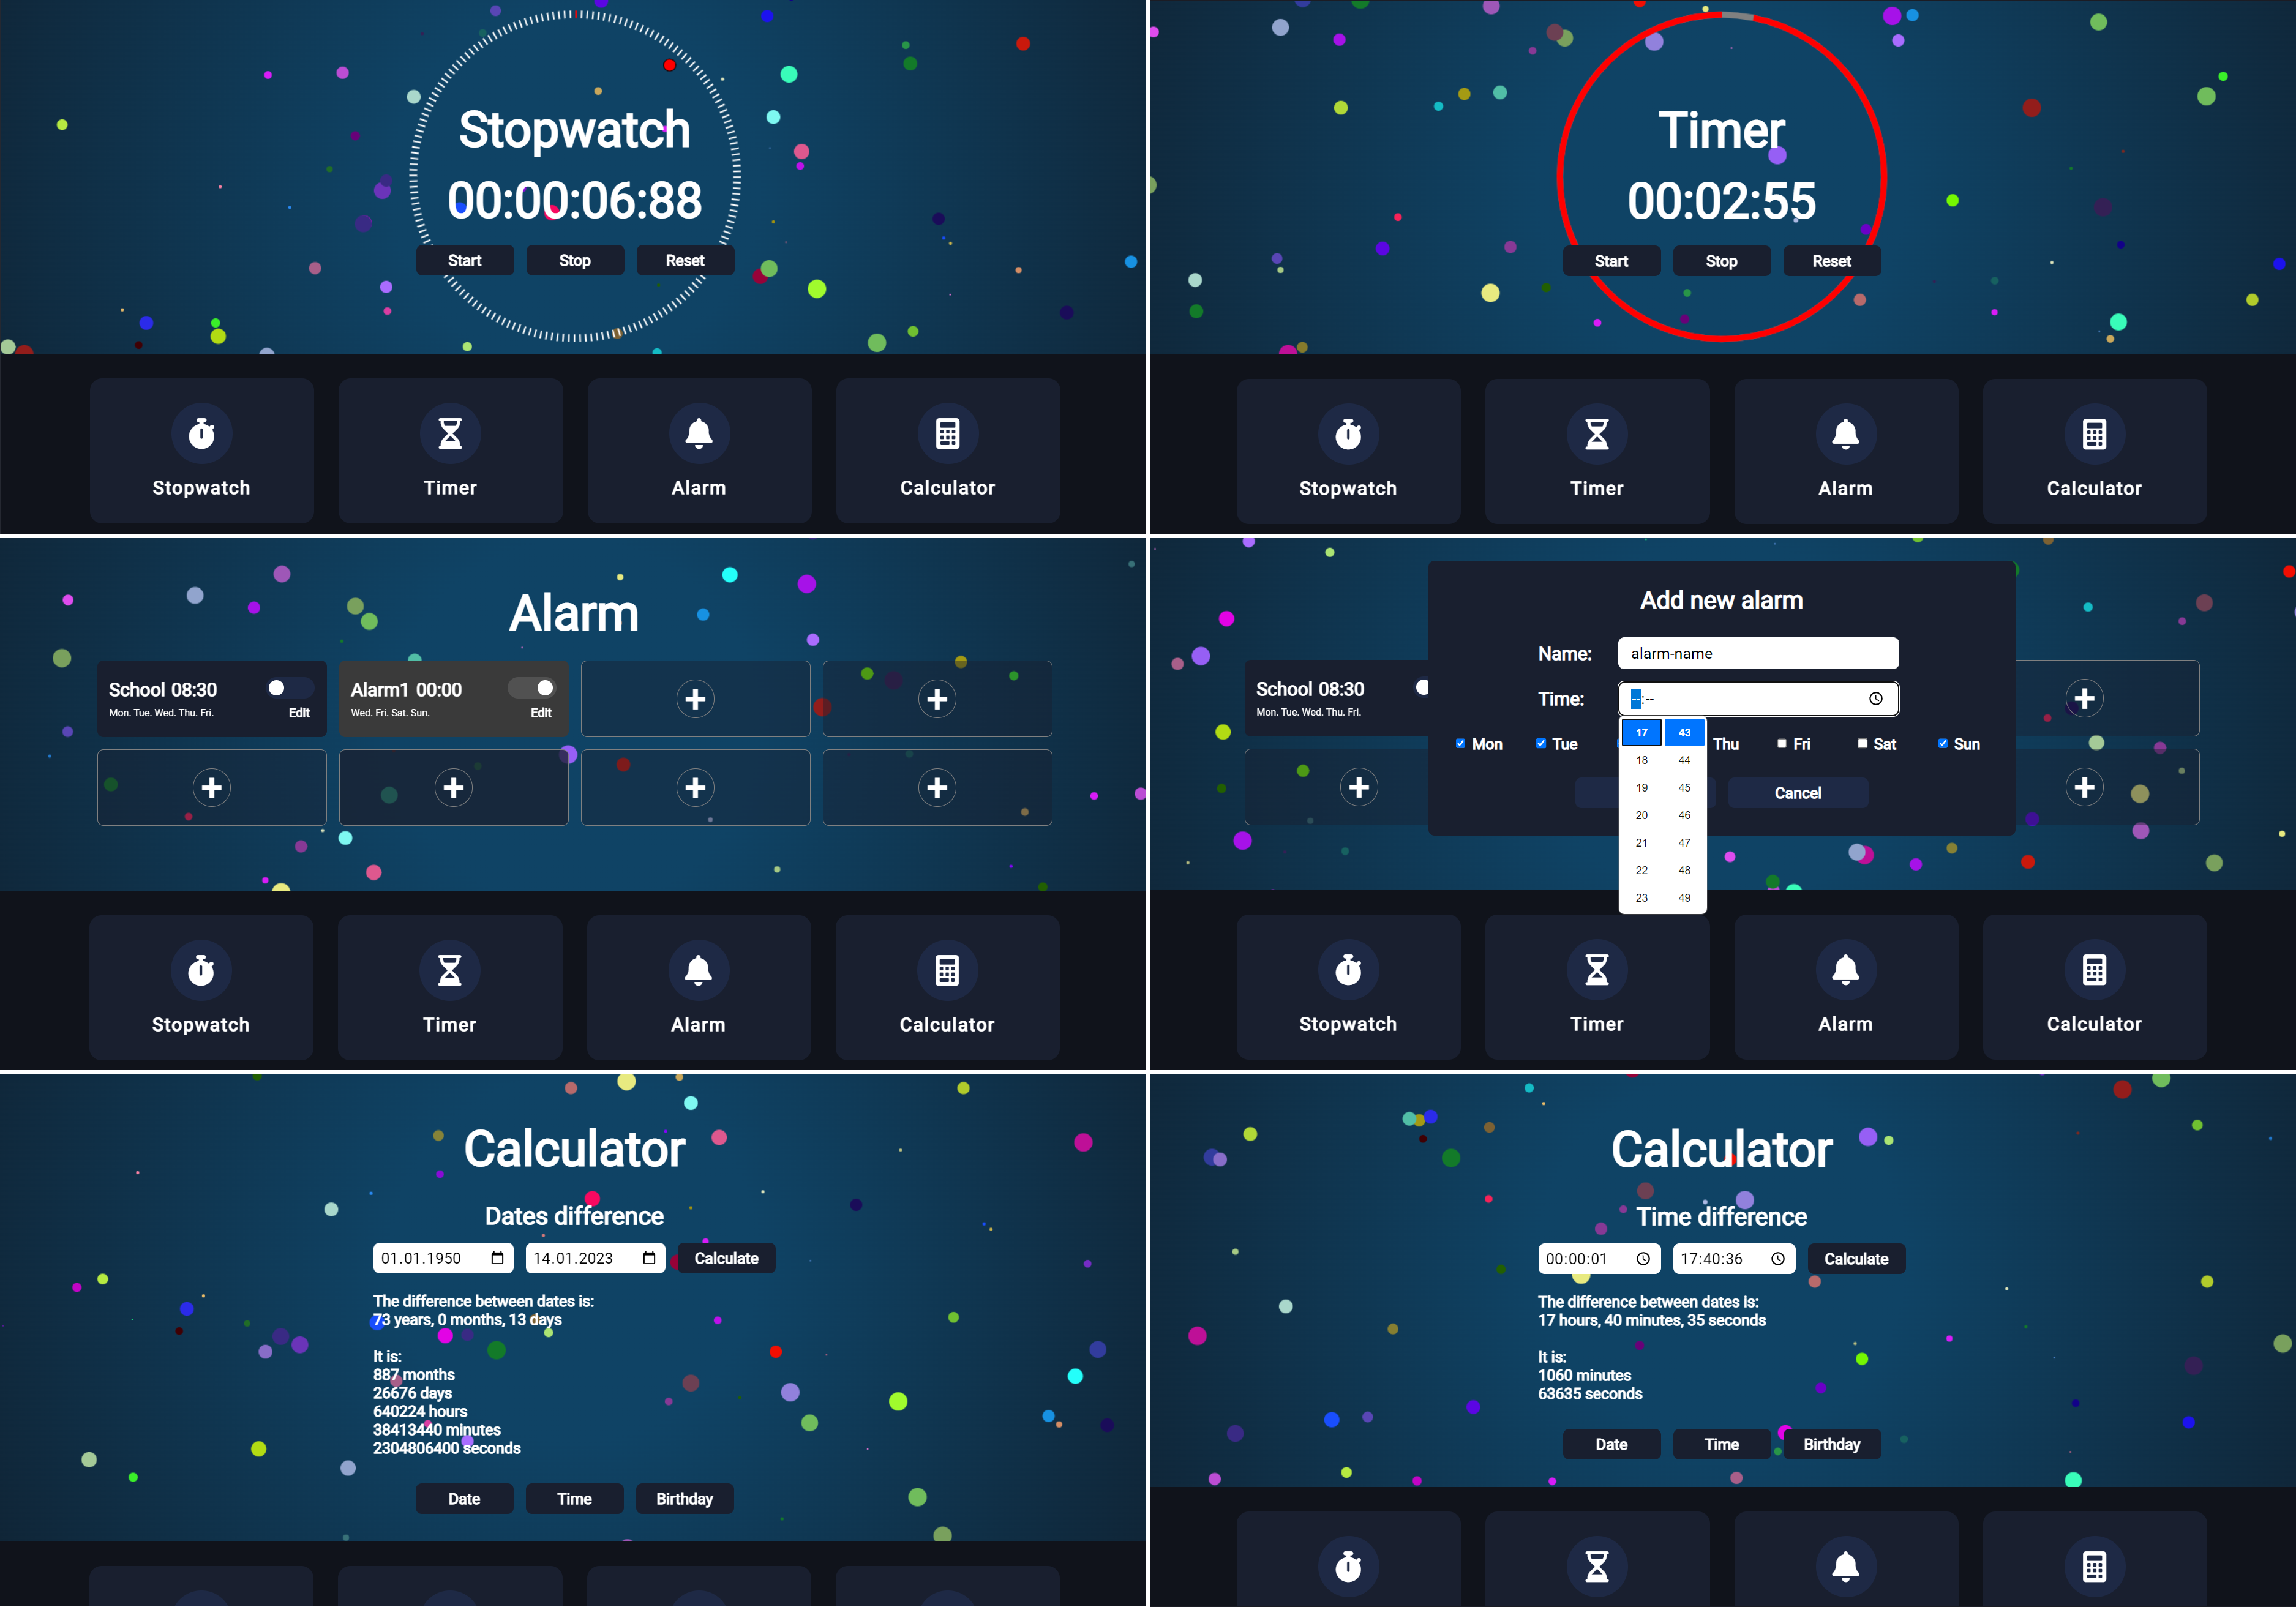 Stopwatch
00:00:06:88
Start Stop Reset
Stopwatch Timer Alarm Calculator
Timer
00:02:55
Start Stop Reset
Stopwatch Timer Alarm Calculator
Alarm
School 08:30
Mon. Tue. Wed. Thu. Fri. Edit
Alarm1 00:00
Wed. Fri. Sat. Sun. Edit
Stopwatch Timer Alarm Calculator
Add new alarm
Name: alarm-name
Time: --:--
School 08:30
Mon. Tue. Wed. Thu. Fri.
Mon Tue Thu Fri Sat Sun
17 43
18 44
19 45
20 46
21 47
22 48
23 49
Cancel
Stopwatch Timer Alarm Calculator
Calculator
Dates difference
01.01.1950 14.01.2023 Calculate
The difference between dates is:
73 years, 0 months, 13 days
It is:
887 months
26676 days
640224 hours
38413440 minutes
2304806400 seconds
Date Time Birthday
Calculator
Time difference
00:00:01 17:40:36 Calculate
The difference between dates is:
17 hours, 40 minutes, 35 seconds
It is:
1060 minutes
63635 seconds
Date Time Birthday